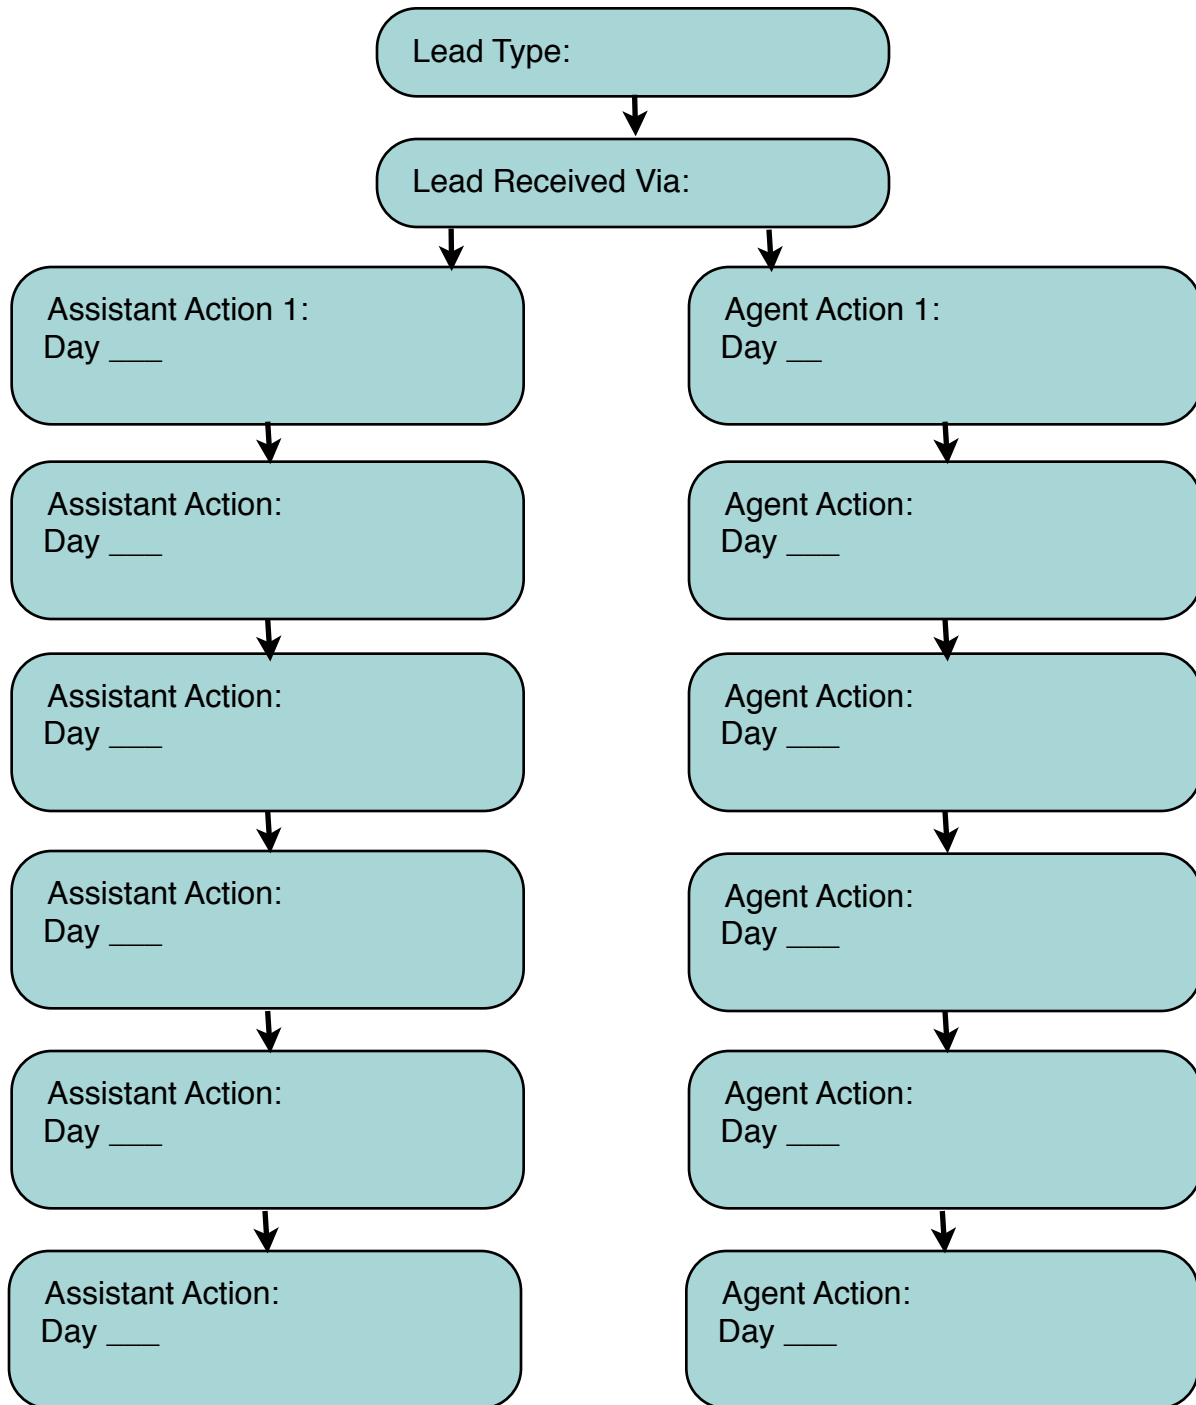 Lead Type:
Lead Received Via:
Assistant Action 1:
Day ___
Agent Action 1:
Day __
Assistant Action:
Day ___
Agent Action:
Day ___
Assistant Action:
Day ___
Agent Action:
Day ___
Assistant Action:
Day ___
Agent Action:
Day ___
Assistant Action:
Day ___
Agent Action:
Day ___
Assistant Action:
Day ___
Agent Action:
Day ___